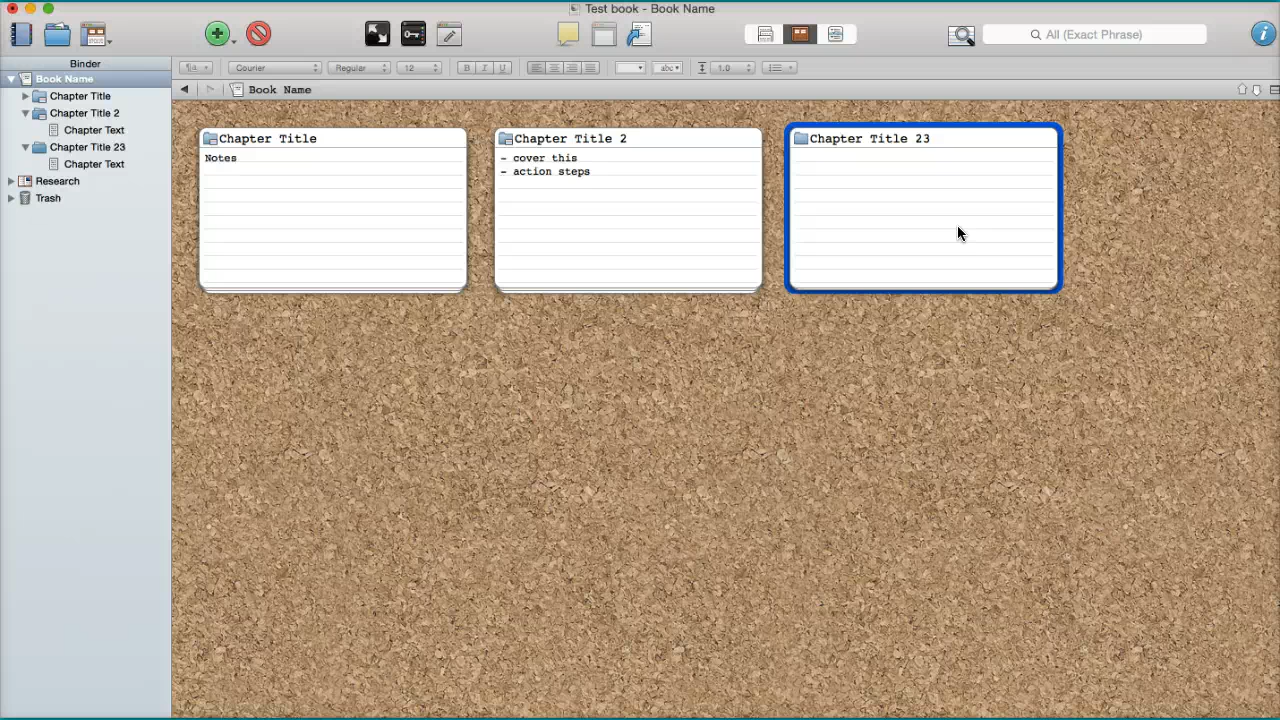 Test book - Book Name
All (Exact Phrase)
Binder
Courier
Regular
12
B I U
abc
1.0
Book Name
Book Name
Chapter Title
Chapter Title 2
Chapter Text
Chapter Title 23
Chapter Text
Research
Trash
Chapter Title
Notes
Chapter Title 2
- cover this
- action steps
Chapter Title 23